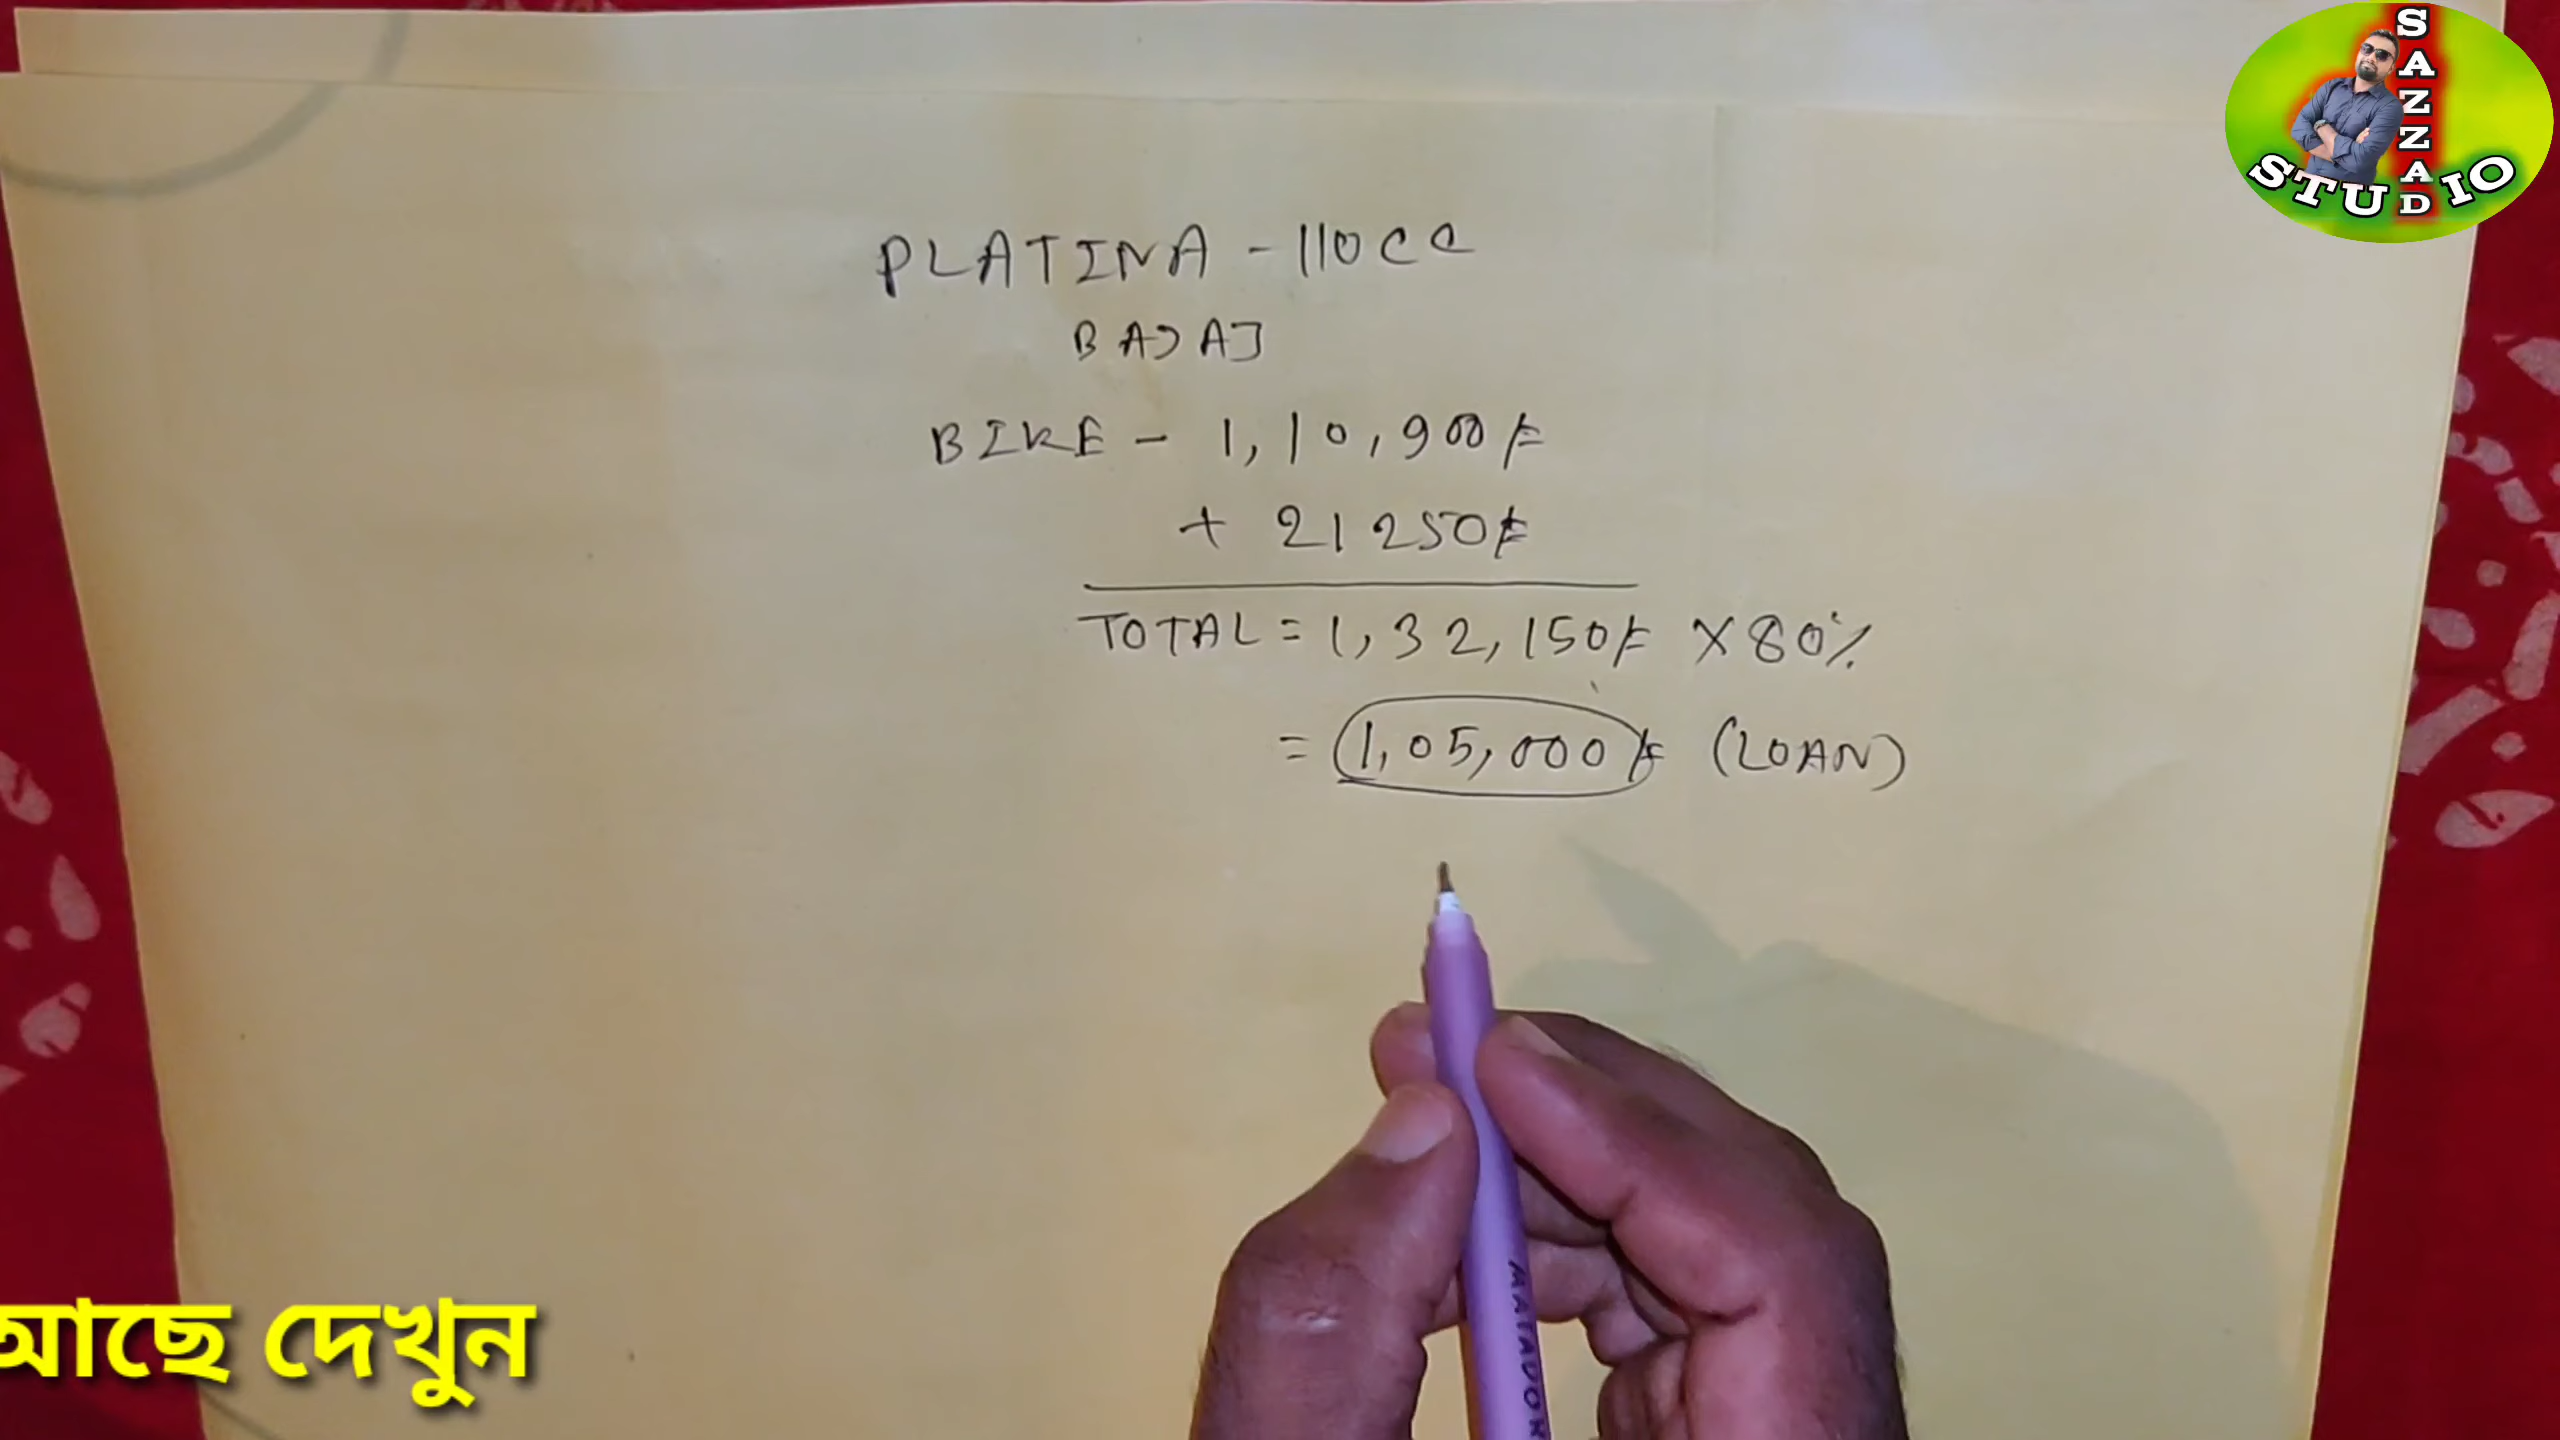 SAZZAD
STUDIO
PLATINA - 110CC
BAJAJ
BIKE - 1,10,900/=
+ 21250/=
TOTAL = 1,32,150/= X 80%
= 1,05,000/= (LOAN)
MATADOR
আছে দেখুন